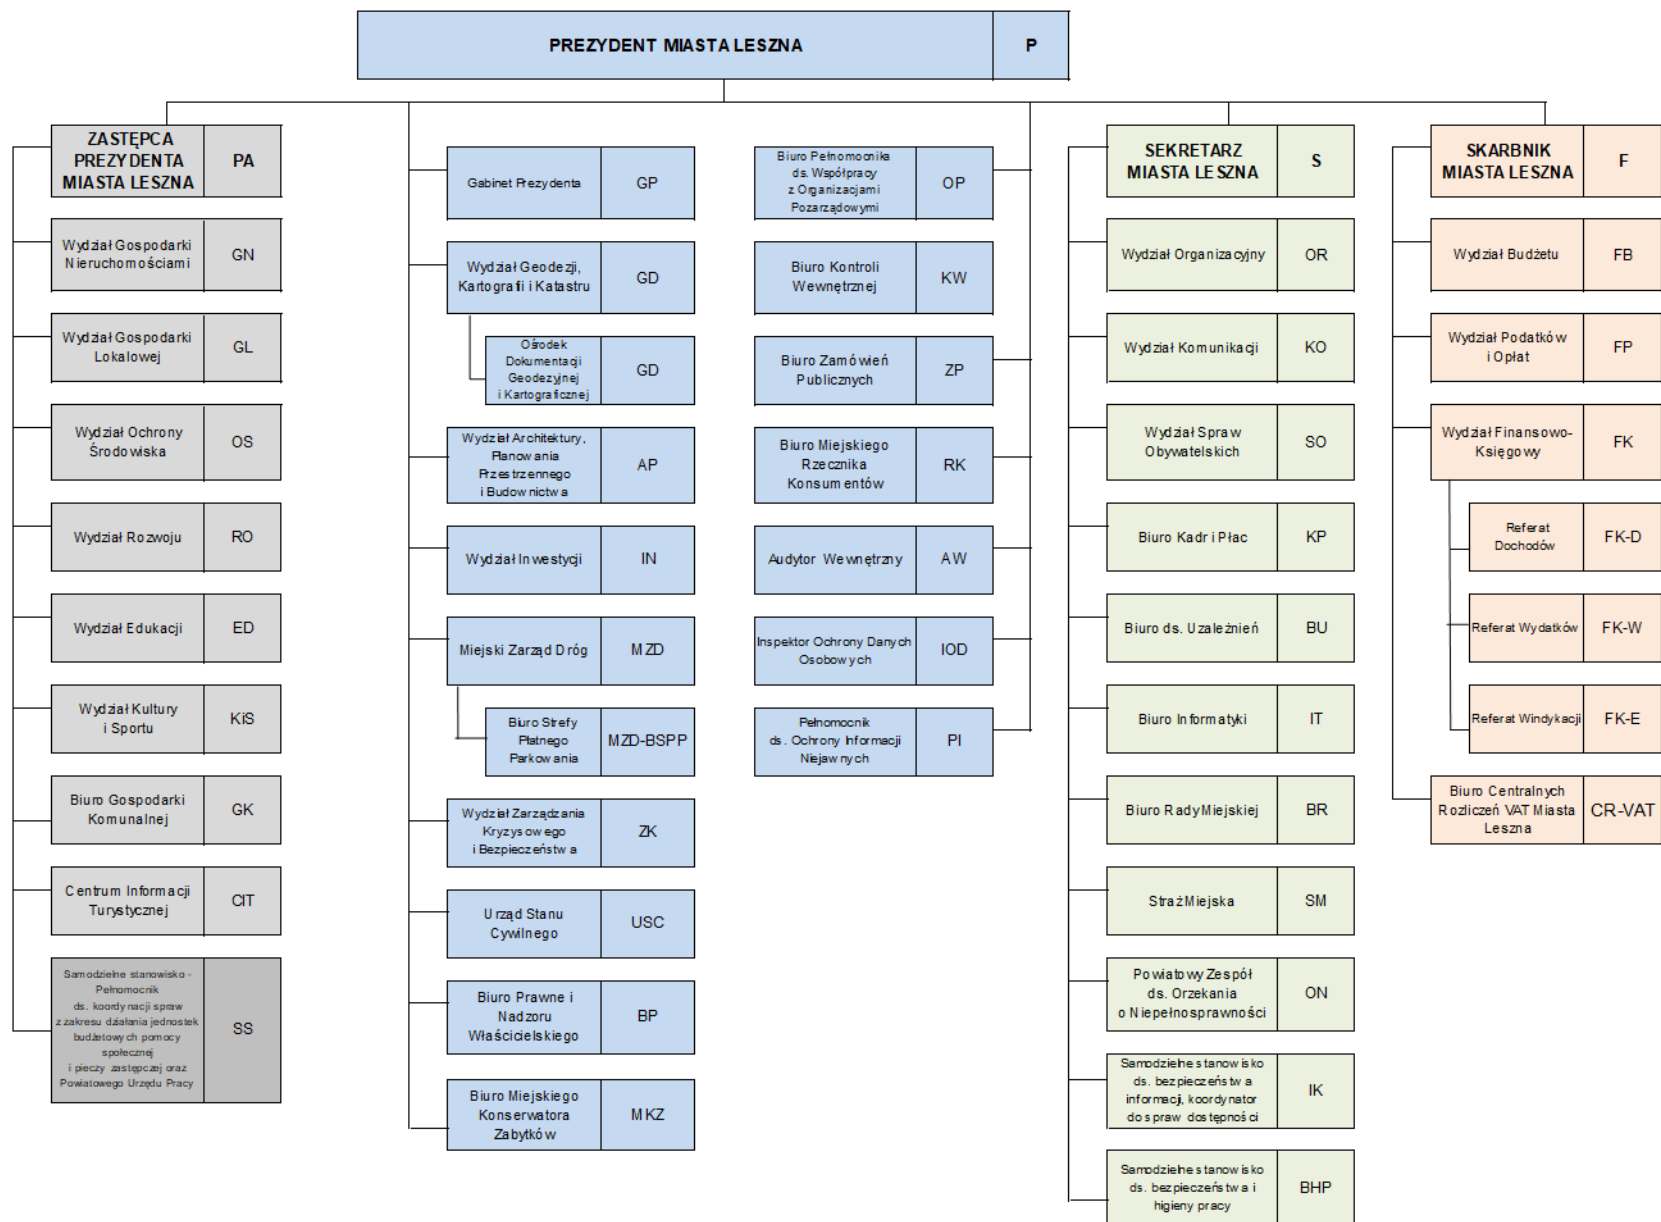 PREZYDENT MIASTA LESZNA
P
ZASTĘPCA
PREZYDENTA
MIASTA LESZNA
PA
Wydział Gospodarki
Nieruchomościami
GN
Wydział Gospodarki
Lokalowej
GL
Wydział Ochrony
Środowiska
OS
Wydział Rozwoju
RO
Wydział Edukacji
ED
Wydział Kultury
i Sportu
KiS
Biuro Gospodarki
Komunalnej
GK
Centrum Informacji
Turystycznej
CIT
Samodzielne stanowisko -
Pełnomocnik
ds. koordynacji spraw
z zakresu działania jednostek
budżetowych pomocy
społecznej
i pieczy zastępczej oraz
Powiatowego Urzędu Pracy
SS
Gabinet Prezydenta
GP
Wydział Geodezji,
Kartografii i Katastru
GD
Ośrodek
Dokumentacji
Geodezyjnej
i Kartograficznej
GD
Wydział Architektury,
Planowania
Przestrzennego
i Budownictwa
AP
Wydział Inwestycji
IN
Miejski Zarząd Dróg
MZD
Biuro Strefy
Płatnego
Parkowania
MZD-BSPP
Wydział Zarządzania
Kryzysowego
i Bezpieczeństwa
ZK
Urząd Stanu
Cywilnego
USC
Biuro Prawne i
Nadzoru
Właścicielskiego
BP
Biuro Miejskiego
Konserwatora
Zabytków
MKZ
Biuro Pełnomocnika
ds. Współpracy
z Organizacjami
Pozarządowymi
OP
Biuro Kontroli
Wewnętrznej
KW
Biuro Zamówień
Publicznych
ZP
Biuro Miejskiego
Rzecznika
Konsumentów
RK
Audytor Wewnętrzny
AW
Inspektor Ochrony Danych
Osobowych
IOD
Pełnomocnik
ds. Ochrony Informacji
Niejawnych
PI
SEKRETARZ
MIASTA LESZNA
S
Wydział Organizacyjny
OR
Wydział Komunikacji
KO
Wydział Spraw
Obywatelskich
SO
Biuro Kadr i Płac
KP
Biuro ds. Uzależnień
BU
Biuro Informatyki
IT
Biuro Rady Miejskiej
BR
Straż Miejska
SM
Powiatowy Zespół
ds. Orzekania
o Niepełnosprawności
ON
Samodzielne stanowisko
ds. bezpieczeństwa
informacji, koordynator
do spraw dostępności
IK
Samodzielne stanowisko
ds. bezpieczeństwa i
higieny pracy
BHP
SKARBNIK
MIASTA LESZNA
F
Wydział Budżetu
FB
Wydział Podatków
i Opłat
FP
Wydział Finansowo-
Księgowy
FK
Referat
Dochodów
FK-D
Referat Wydatków
FK-W
Referat Windykacji
FK-E
Biuro Centralnych
Rozliczeń VAT Miasta
Leszna
CR-VAT